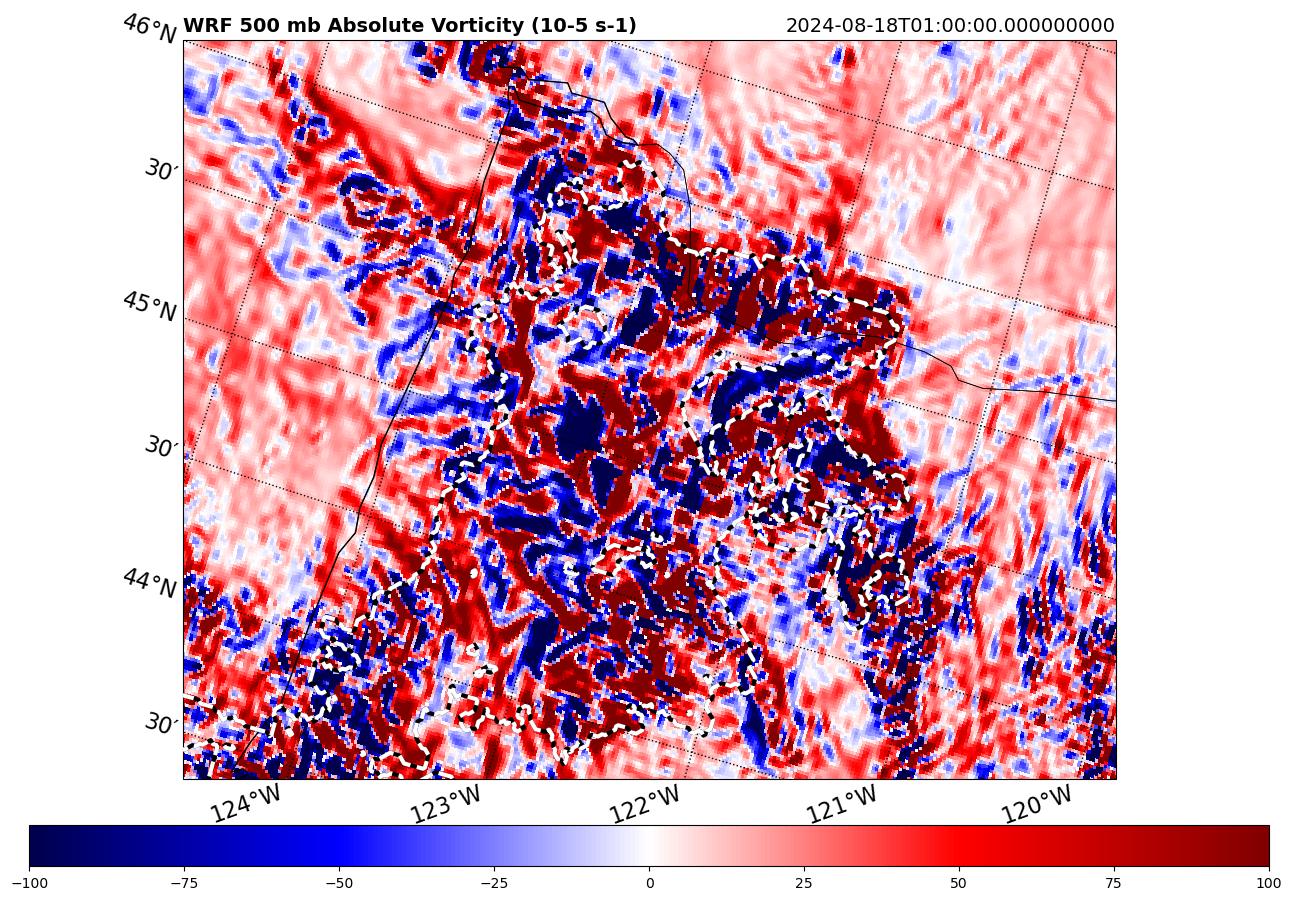 WRF 500 mb Absolute Vorticity (10-5 s-1)
2024-08-18T01:00:00.000000000
46°N
30′
45°N
30′
44°N
30′
124°W
123°W
122°W
121°W
120°W
−100
−75
−50
−25
0
25
50
75
100